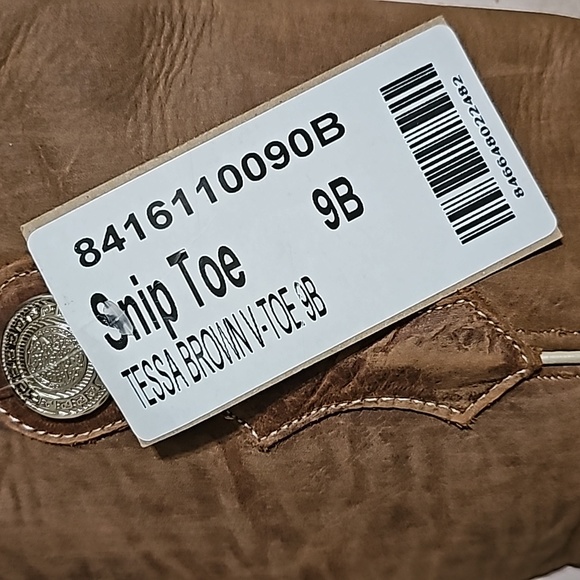 8416110090B
Snip Toe 9B
TESSA BROWN V-TOE.9B
846648022482